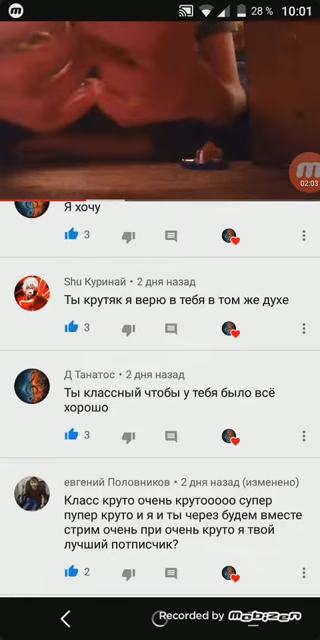 28 % 10:01
02:03
Я хочу
3
Shu Куринай • 2 дня назад
Ты крутяк я верю в тебя в том же духе
3
Д Танатос • 2 дня назад
Ты классный чтобы у тебя было всё
хорошо
3
евгений Половников • 2 дня назад (изменено)
Класс круто очень крутооооо супер
пупер круто и я и ты через будем вместе
стрим очень при очень круто я твой
лучший потписчик?
2
Recorded by mobizen